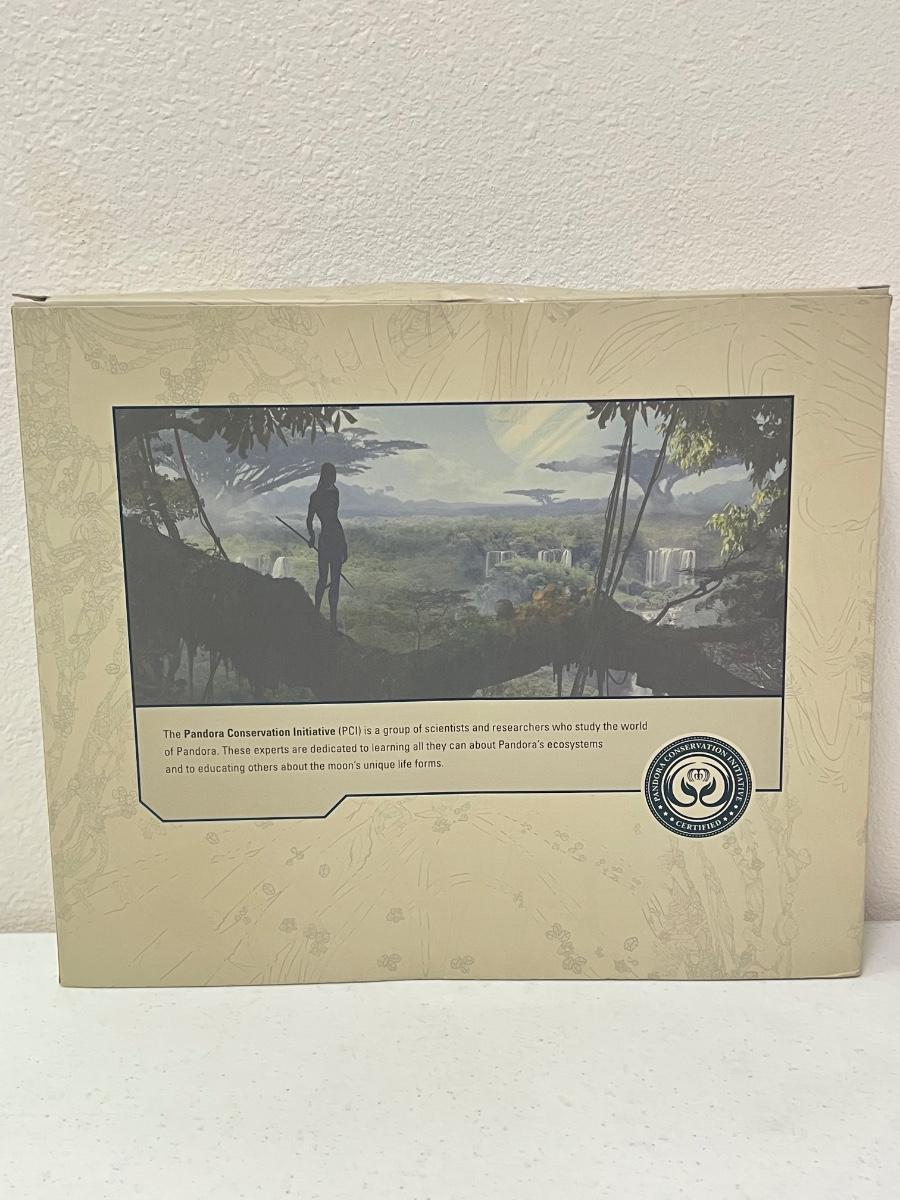 The Pandora Conservation Initiative (PCI) is a group of scientists and researchers who study the world
of Pandora. These experts are dedicated to learning all they can about Pandora's ecosystems
and to educating others about the moon's unique life forms.
PANDORA CONSERVATION INITIATIVE
CERTIFIED